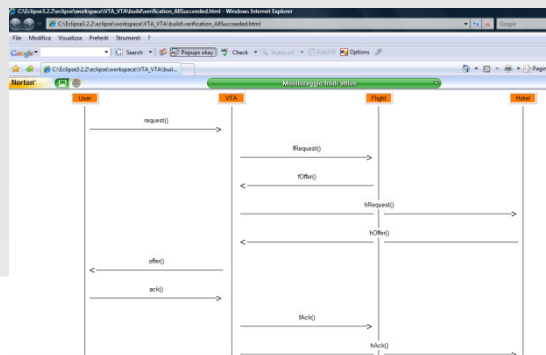 C:\Eclipse3.2.2\eclipse\workspace\VTA_VTA\build\verification_AllSucceeded.html - Windows Internet Explorer
C:\Eclipse3.2.2\eclipse\workspace\VTA_VTA\build\verification_AllSucceeded.html
Google
File Modifica Visualizza Preferiti Strumenti ?
Google
Search
Popups okay
Check
AutoLink
AutoFill
Options
C:\Eclipse3.2.2\eclipse\workspace\VTA_VTA\buil...
Pagin
Norton
Monitoraggio frodi attivo
User VTA Flight Hotel
request()
fRequest()
fOffer()
hRequest()
hOffer()
offer()
ack()
fAck()
hAck()